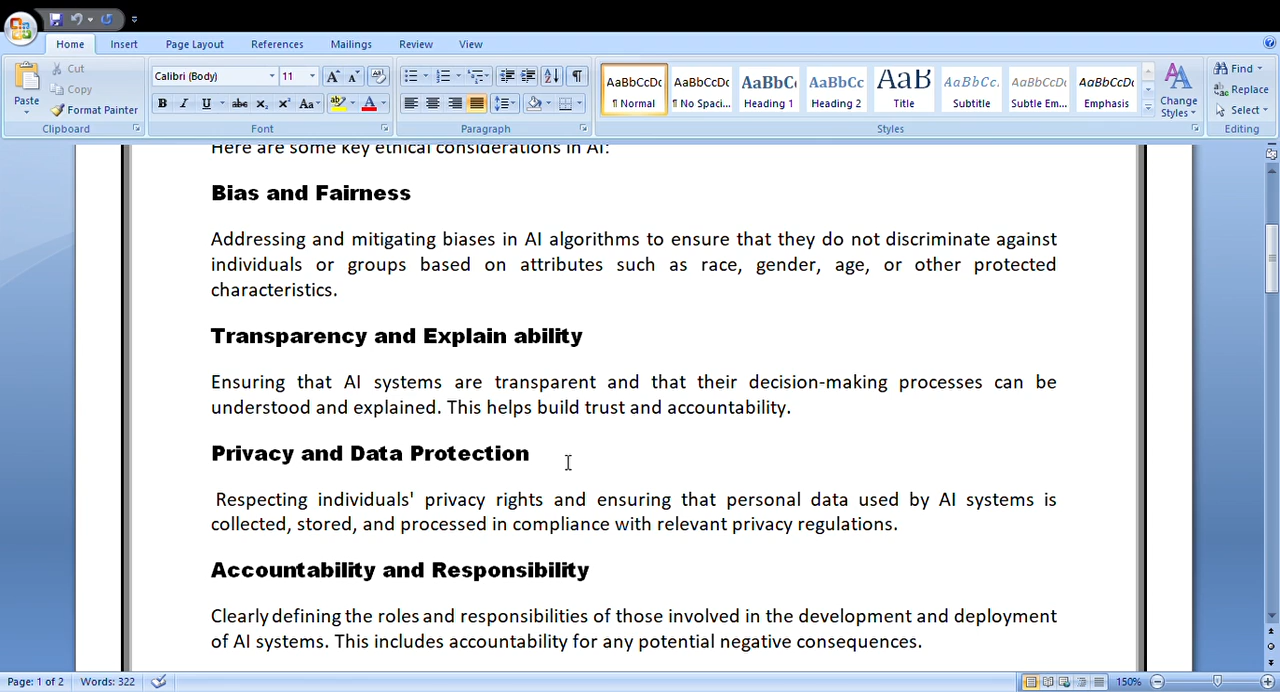 Home Insert Page Layout References Mailings Review View
Paste
Cut
Copy
Format Painter
Clipboard
Calibri (Body) 11
B I U abc X₂ X² Aa
Font
Paragraph
AaBbCcDc AaBbCcDc AaBbC AaBbCc AaB AaBbCc. AaBbCcDc AaBbCcDc
¶ Normal ¶ No Spaci... Heading 1 Heading 2 Title Subtitle Subtle Em... Emphasis
Change
Styles
Styles
Find
Replace
Select
Editing
Here are some key ethical considerations in AI:
Bias and Fairness
Addressing and mitigating biases in AI algorithms to ensure that they do not discriminate against
individuals or groups based on attributes such as race, gender, age, or other protected
characteristics.
Transparency and Explain ability
Ensuring that AI systems are transparent and that their decision-making processes can be
understood and explained. This helps build trust and accountability.
Privacy and Data Protection
Respecting individuals' privacy rights and ensuring that personal data used by AI systems is
collected, stored, and processed in compliance with relevant privacy regulations.
Accountability and Responsibility
Clearly defining the roles and responsibilities of those involved in the development and deployment
of AI systems. This includes accountability for any potential negative consequences.
Page: 1 of 2 Words: 322 150%